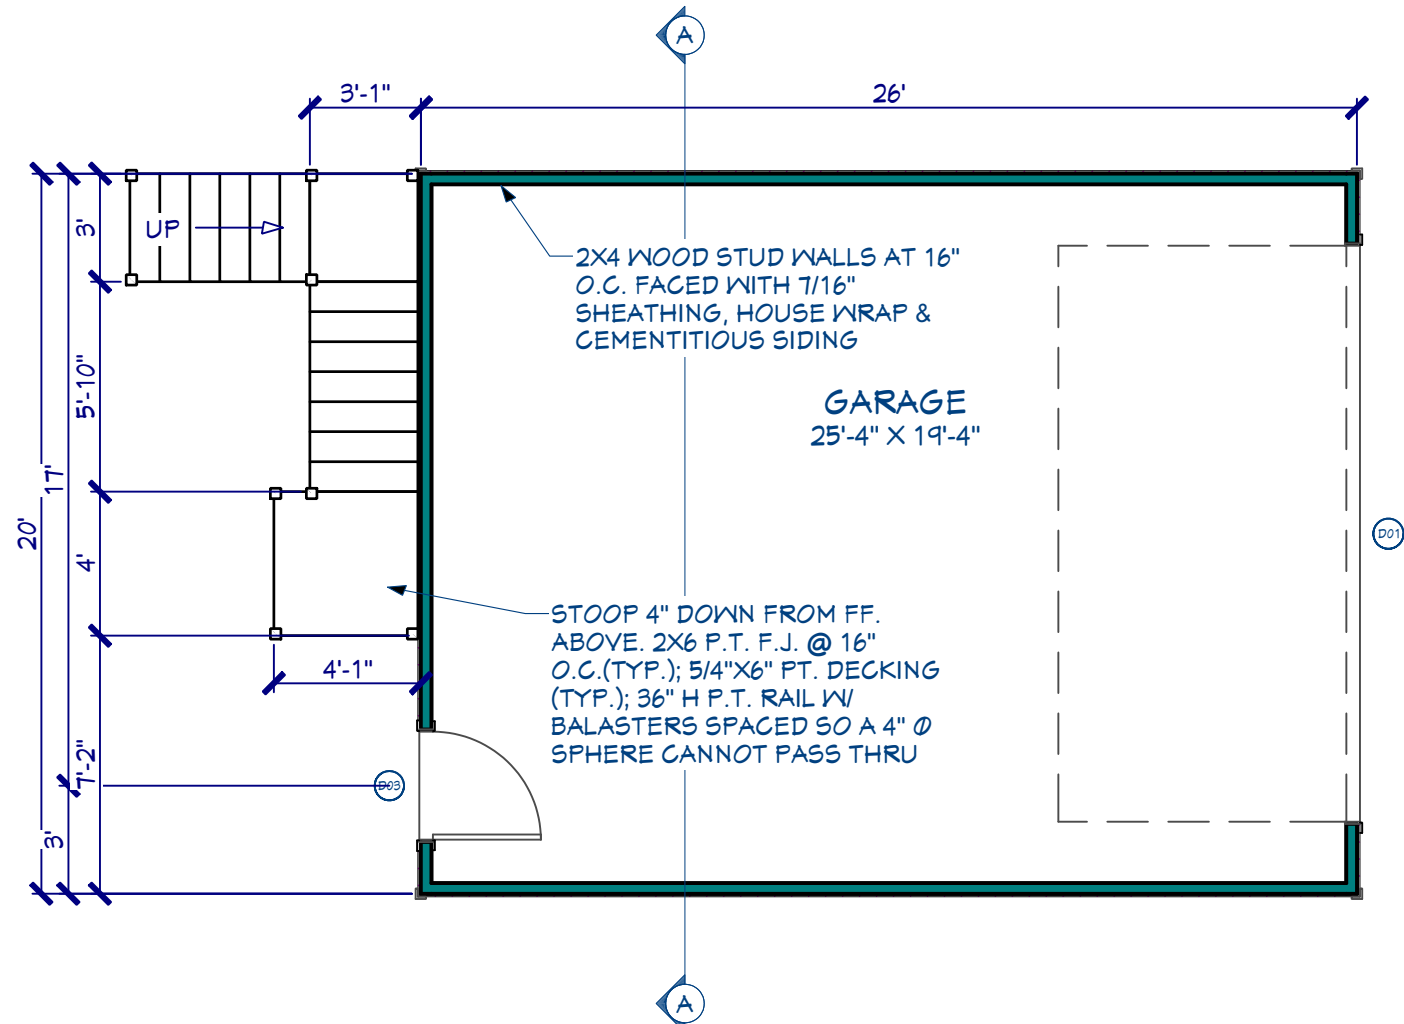 A
3'-1"
26'
UP
3'
2X4 WOOD STUD WALLS AT 16"
O.C. FACED WITH 7/16"
SHEATHING, HOUSE WRAP &
CEMENTITIOUS SIDING
5'-10"
GARAGE
25'-4" X 19'-4"
17'
20'
D01
4'
STOOP 4" DOWN FROM FF.
ABOVE. 2X6 P.T. F.J. @ 16"
O.C.(TYP.); 5/4"X6" PT. DECKING
(TYP.); 36" H P.T. RAIL W/
BALASTERS SPACED SO A 4" Ø
SPHERE CANNOT PASS THRU
4'-1"
7'-2"
D03
3'
A